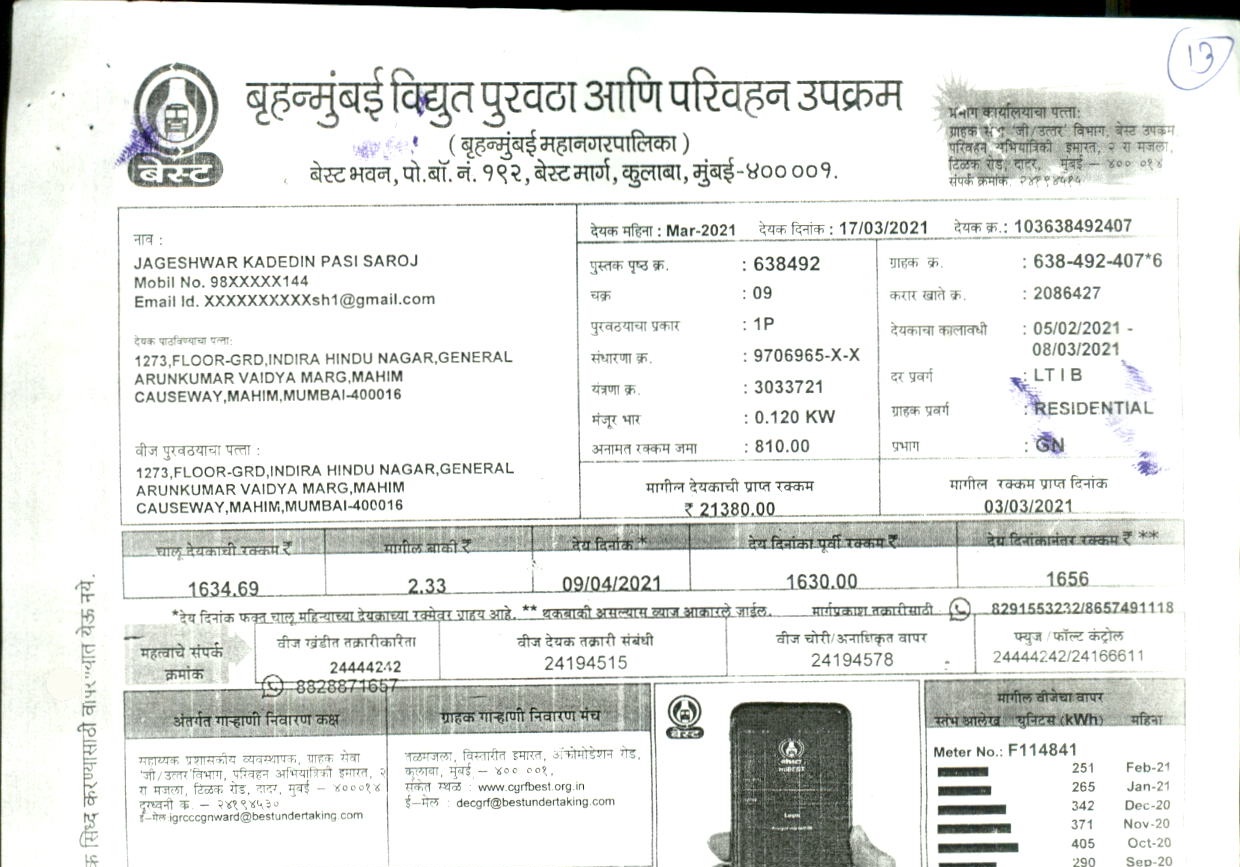 13
बृहन्मुंबई विद्युत पुरवठा आणि परिवहन उपक्रम
( बृहन्मुंबई महानगरपालिका )
बेस्ट भवन, पो.बॉ. नं. १९२, बेस्ट मार्ग, कुलाबा, मुंबई-४०० ००१.
बेस्ट
प्रभाग कार्यालयाचा पत्ता:
ग्राहक सेवा 'जी/उत्तर' विभाग, बेस्ट उपक्रम,
परिवहन अभियांत्रिकी इमारत, २ रा मजला,
टिळक रोड, दादर, मुंबई – ४०० ०१४
संपर्क क्रमांक. २४१९४५१५
नाव :
JAGESHWAR KADEDIN PASI SAROJ
Mobil No. 98XXXXX144
Email Id. XXXXXXXXXXsh1@gmail.com
देयक पाठविण्याचा पत्ता:
1273,FLOOR-GRD,INDIRA HINDU NAGAR,GENERAL
ARUNKUMAR VAIDYA MARG,MAHIM
CAUSEWAY,MAHIM,MUMBAI-400016
वीज पुरवठयाचा पत्ता :
1273,FLOOR-GRD,INDIRA HINDU NAGAR,GENERAL
ARUNKUMAR VAIDYA MARG,MAHIM
CAUSEWAY,MAHIM,MUMBAI-400016
देयक महिना : Mar-2021 देयक दिनांक : 17/03/2021 देयक क्र.: 103638492407
पुस्तक पृष्ठ क्र. : 638492
चक्र : 09
पुरवठयाचा प्रकार : 1P
संधारणा क्र. : 9706965-X-X
यंत्रणा क्र. : 3033721
मंजूर भार : 0.120 KW
अनामत रक्कम जमा : 810.00
ग्राहक क्र. : 638-492-407*6
करार खाते क्र. : 2086427
देयकाचा कालावधी : 05/02/2021 -
08/03/2021
दर प्रवर्ग : LT I B
ग्राहक प्रवर्ग : RESIDENTIAL
प्रभाग : GN
मागील देयकाची प्राप्त रक्कम
₹ 21380.00
मागील रक्कम प्राप्त दिनांक
03/03/2021
चालू देयकाची रक्कम ₹ मागील बाकी ₹ देय दिनांक * देय दिनांका पूर्वी रक्कम ₹ देय दिनांकानंतर रक्कम ₹ **
1634.69 2.33 09/04/2021 1630.00 1656
*देय दिनांक फक्त चालू महिन्याच्या देयकाच्या रक्मेवर ग्राहय आहे. ** थकबाकी असल्यास व्याज आकारले जाईल. मार्गप्रकाश तक्रारीसाठी 8291553232/8657491118
महत्वाचे संपर्क
क्रमांक
वीज खंडीत तक्रारीकारिता
24444242
8828871657
वीज देयक तक्रारी संबंधी
24194515
वीज चोरी/अनाधिकृत वापर
24194578
फ्युज / फॉल्ट कंट्रोल
24444242/24166611
अंतर्गत गाऱ्हाणी निवारण कक्ष
सहाय्यक प्रशासकीय व्यवस्थापक, ग्राहक सेवा
'जी/उत्तर'विभाग, परिवहन अभियांत्रिकी इमारत, २
रा मजला, टिळक रोड, दादर, मुंबई – ४०००१४
दुरध्वनी क. – २४१९४५३०
ई-मेल igrcccgnward@bestundertaking.com
ग्राहक गाऱ्हाणी निवारण मंच
तळमजला, विस्तारीत इमारत, अॅकोमोडेशन रोड,
कुलाबा, मुंबई – ४०० ००१,
संकेत स्थळ : www.cgrfbest.org.in
ई-मेल : decgrf@bestundertaking.com
बेस्ट
मागील वीजेचा वापर
स्तंभ आलेख युनिटस (kWh) महिना
Meter No.: F114841
251 Feb-21
265 Jan-21
342 Dec-20
371 Nov-20
405 Oct-20
290 Sep-20
क सिध्द करण्यासाठी वापरण्यात येऊ नये.